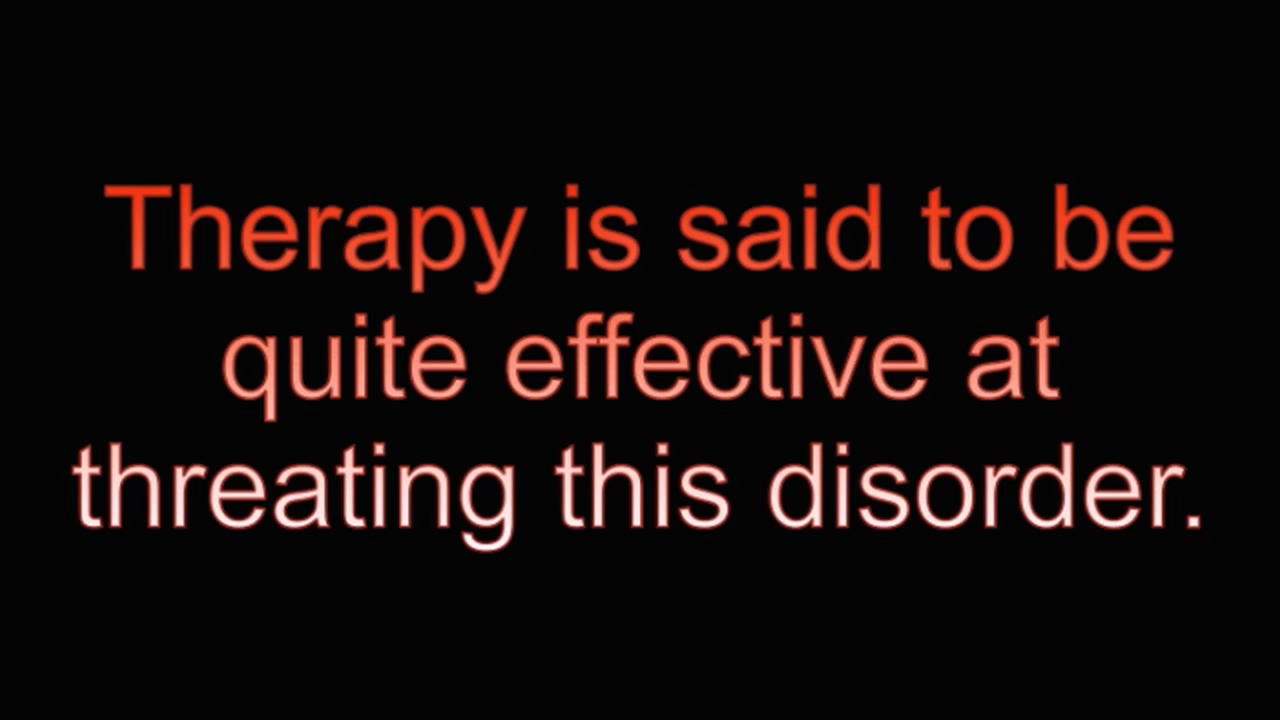 Therapy is said to be
quite effective at
threating this disorder.